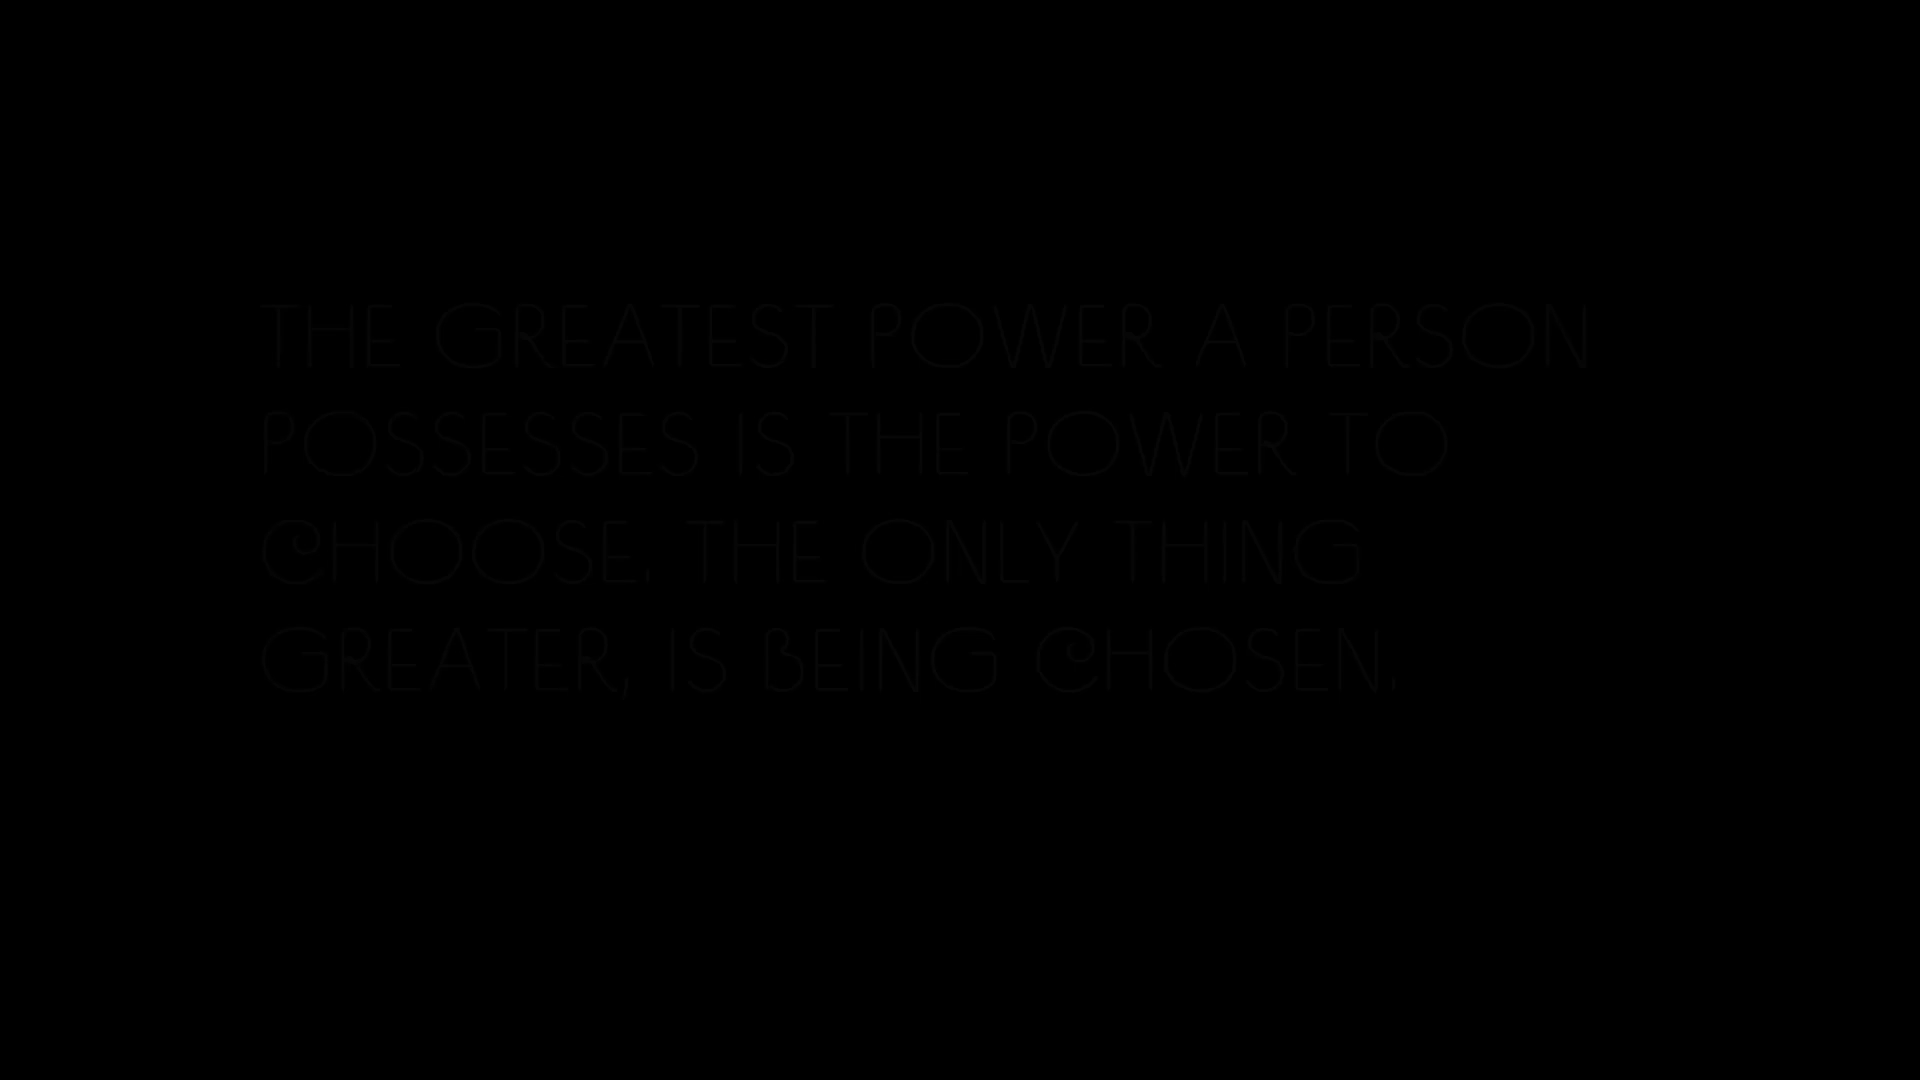 THE GREATEST POWER A PERSON
POSSESSES IS THE POWER TO
CHOOSE. THE ONLY THING
GREATER, IS BEING CHOSEN.